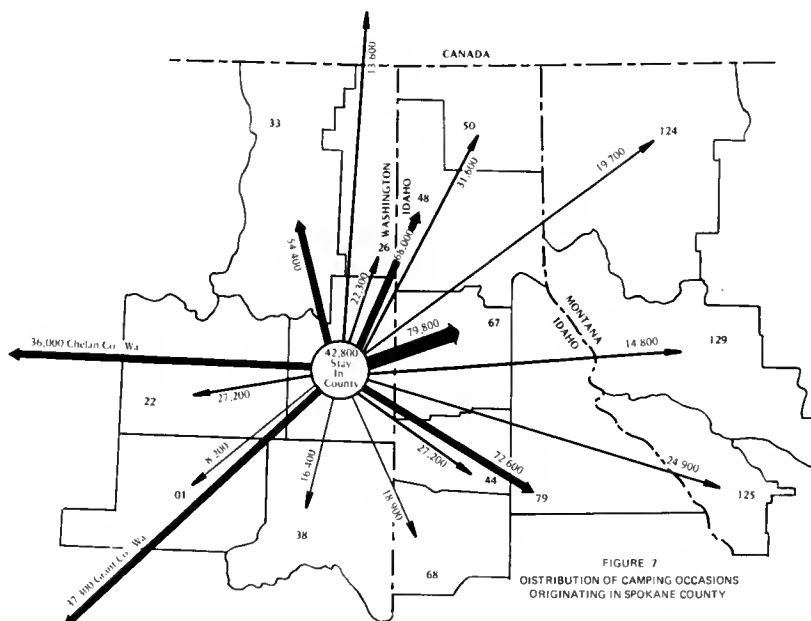 13,600
CANADA
33
50
124
19,700
31,600
WASHINGTON
IDAHO
48
26
68,000
54,400
22,300
MONTANA
IDAHO
67
79,800
36,000 Chelan Co. Wa
42,800
Stay
In
County
14 800
129
22
27,200
8,200
16 400
18,900
27,200
72 600
24 900
01
44
79
125
38
68
37 300 Grant Co. Wa
FIGURE 7
DISTRIBUTION OF CAMPING OCCASIONS
ORIGINATING IN SPOKANE COUNTY